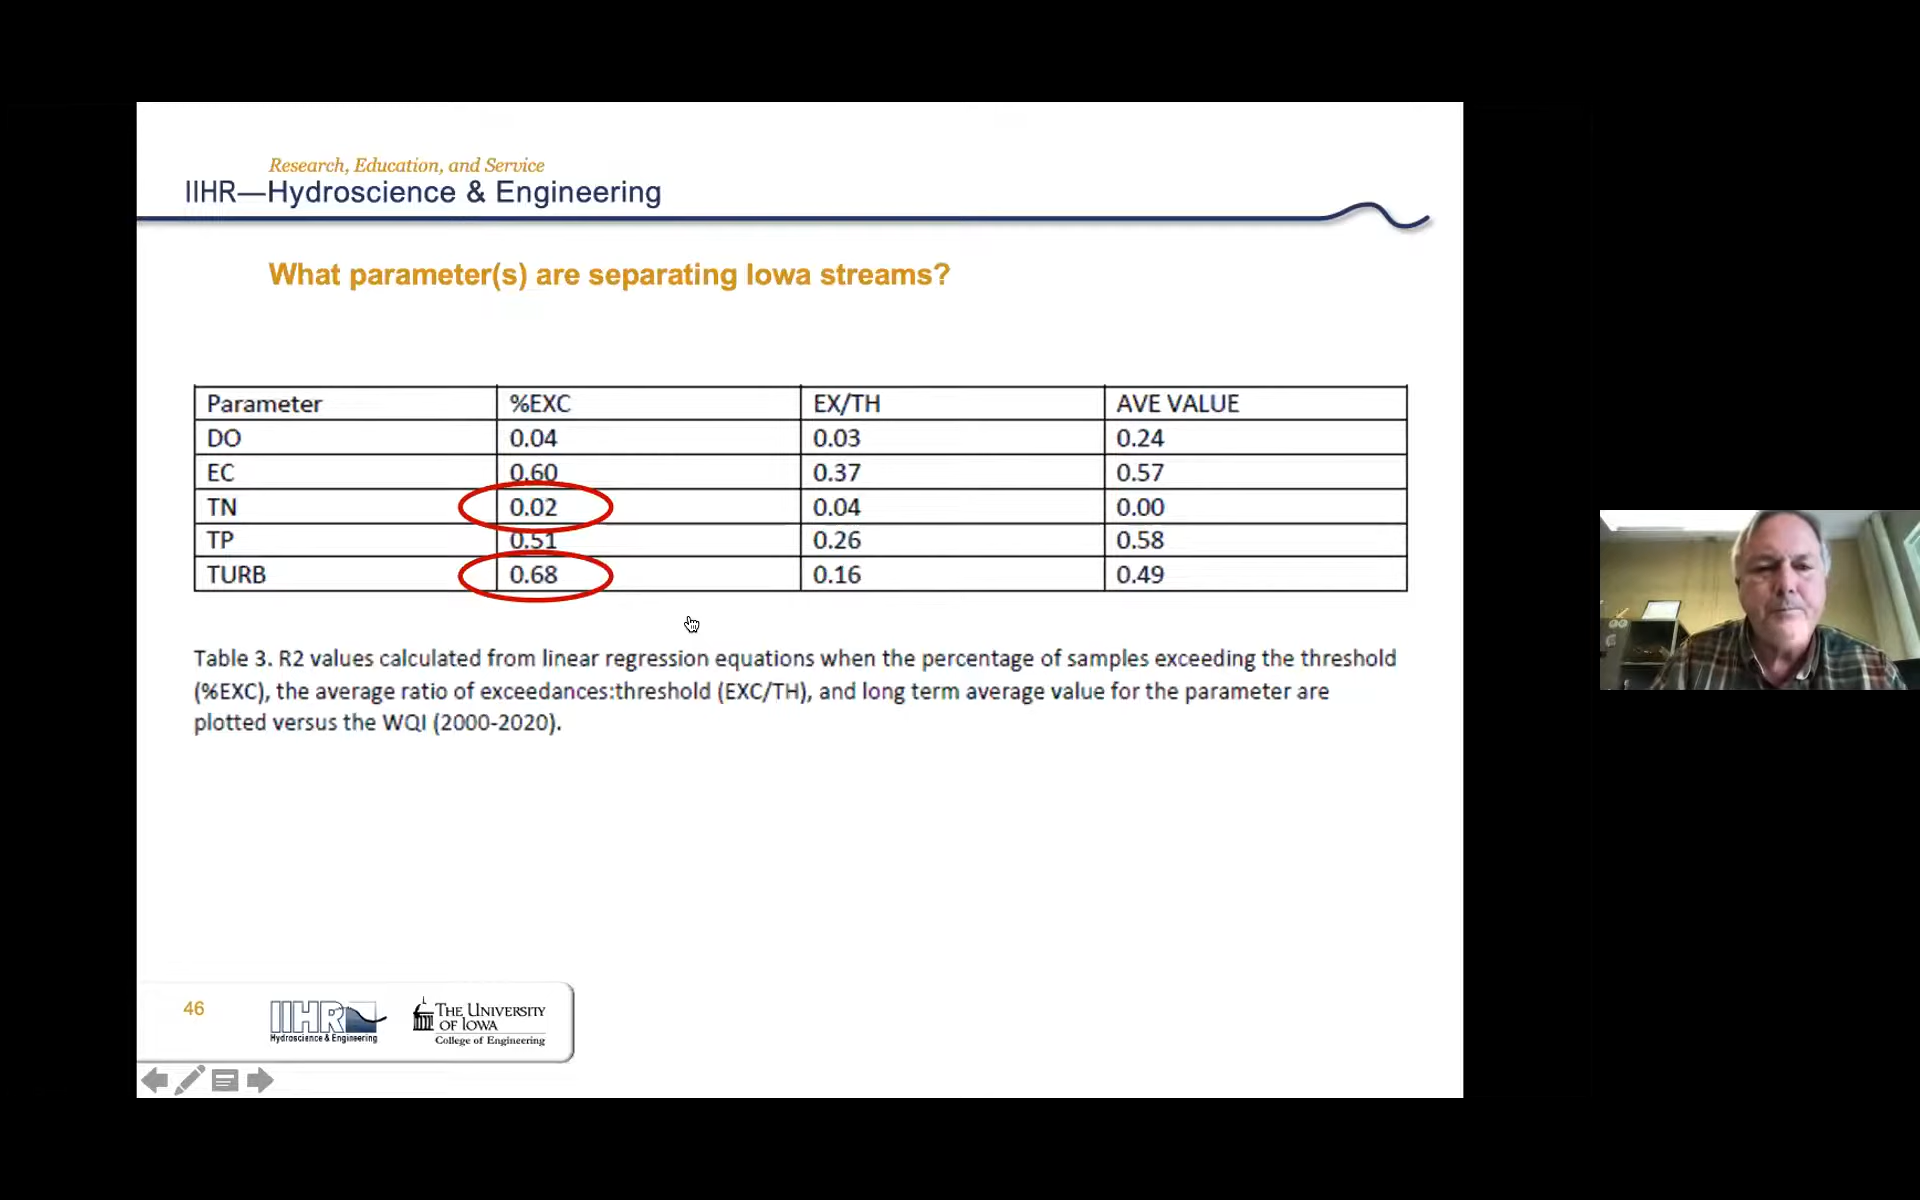 Research, Education, and Service
IIHR—Hydroscience & Engineering
What parameter(s) are separating Iowa streams?
Parameter %EXC EX/TH AVE VALUE
DO 0.04 0.03 0.24
EC 0.60 0.37 0.57
TN 0.02 0.04 0.00
TP 0.51 0.26 0.58
TURB 0.68 0.16 0.49
Table 3. R2 values calculated from linear regression equations when the percentage of samples exceeding the threshold
(%EXC), the average ratio of exceedances:threshold (EXC/TH), and long term average value for the parameter are
plotted versus the WQI (2000-2020).
46
IIHR
Hydroscience & Engineering
THE UNIVERSITY
OF IOWA
College of Engineering